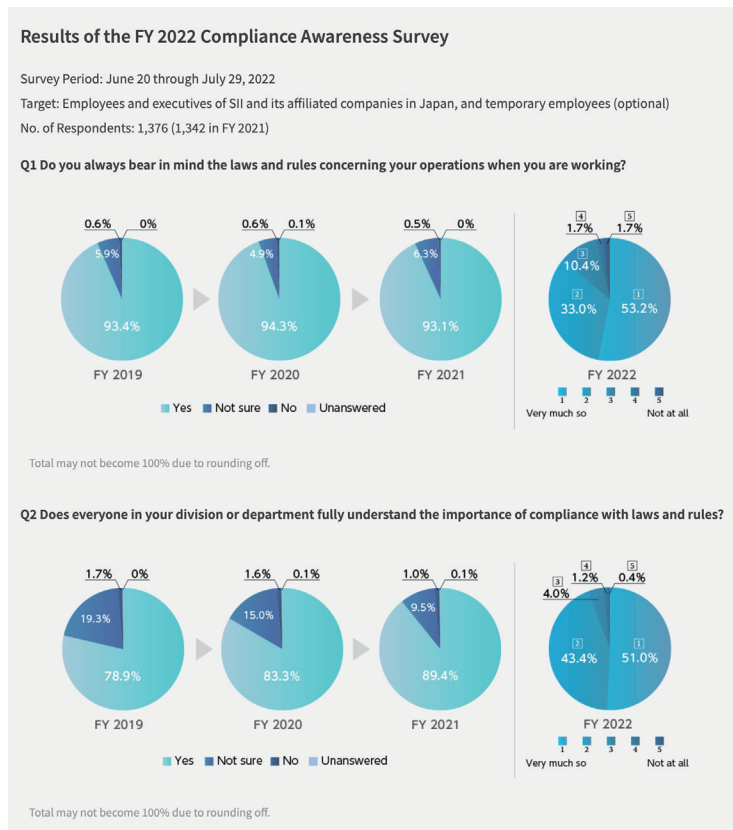 Results of the FY 2022 Compliance Awareness Survey
Survey Period: June 20 through July 29, 2022
Target: Employees and executives of SII and its affiliated companies in Japan, and temporary employees (optional)
No. of Respondents: 1,376 (1,342 in FY 2021)
Q1 Do you always bear in mind the laws and rules concerning your operations when you are working?
0.6% 0%
5.9%
93.4%
FY 2019
0.6% 0.1%
4.9%
94.3%
FY 2020
0.5% 0%
6.3%
93.1%
FY 2021
Yes Not sure No Unanswered
4 5
1.7% 1.7%
3
10.4%
2 1
33.0% 53.2%
FY 2022
1 2 3 4 5
Very much so Not at all
Total may not become 100% due to rounding off.
Q2 Does everyone in your division or department fully understand the importance of compliance with laws and rules?
1.7% 0%
19.3%
78.9%
FY 2019
1.6% 0.1%
15.0%
83.3%
FY 2020
1.0% 0.1%
9.5%
89.4%
FY 2021
Yes Not sure No Unanswered
4 5
1.2% 0.4%
3
4.0%
2 1
43.4% 51.0%
FY 2022
1 2 3 4 5
Very much so Not at all
Total may not become 100% due to rounding off.